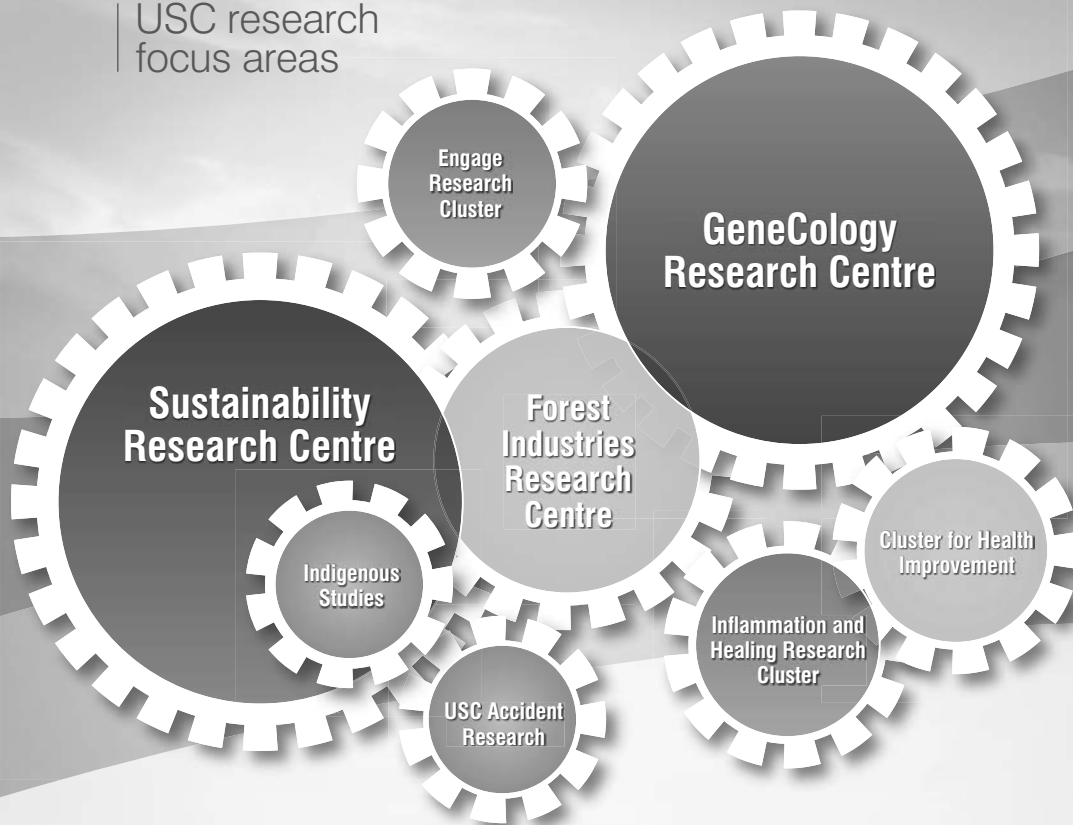 USC research
focus areas
Engage
Research
Cluster
GeneCology
Research Centre
Sustainability
Research Centre
Forest
Industries
Research
Centre
Indigenous
Studies
Cluster for Health
Improvement
Inflammation and
Healing Research
Cluster
USC Accident
Research